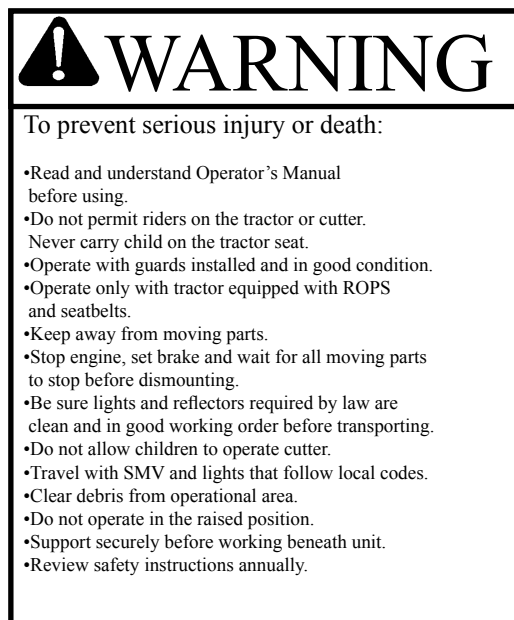 WARNING
To prevent serious injury or death:
•Read and understand Operator’s Manual
before using.
•Do not permit riders on the tractor or cutter.
Never carry child on the tractor seat.
•Operate with guards installed and in good condition.
•Operate only with tractor equipped with ROPS
and seatbelts.
•Keep away from moving parts.
•Stop engine, set brake and wait for all moving parts
to stop before dismounting.
•Be sure lights and reflectors required by law are
clean and in good working order before transporting.
•Do not allow children to operate cutter.
•Travel with SMV and lights that follow local codes.
•Clear debris from operational area.
•Do not operate in the raised position.
•Support securely before working beneath unit.
•Review safety instructions annually.